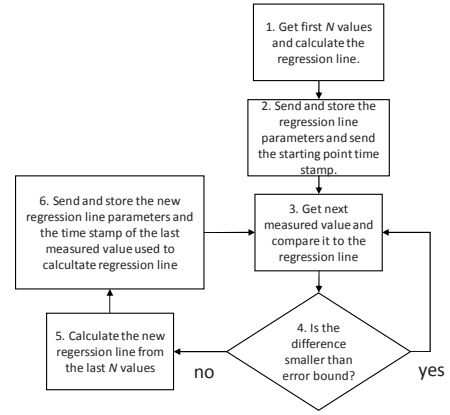 1. Get first N values
and calculate the
regression line.
2. Send and store the
regression line
parameters and send
the starting point time
stamp.
3. Get next
measured value and
compare it to the
regression line
4. Is the
difference
smaller than
error bound?
yes
no
5. Calculate the new
regerssion line from
the last N values
6. Send and store the new
regression line parameters and
the time stamp of the last
measured value used to
calcultate regression line